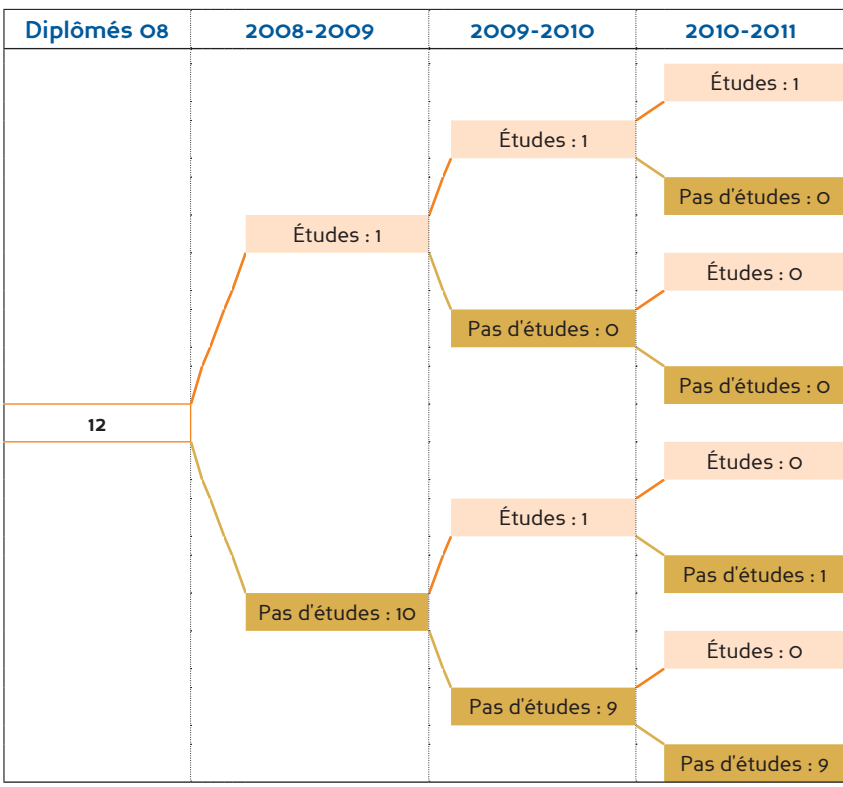 Diplômés 08 2008-2009 2009-2010 2010-2011
Études : 1
Études : 1
Pas d'études : 0
Études : 1
Études : 0
Pas d'études : 0
Pas d'études : 0
12
Études : 0
Études : 1
Pas d'études : 1
Pas d'études : 10
Études : 0
Pas d'études : 9
Pas d'études : 9